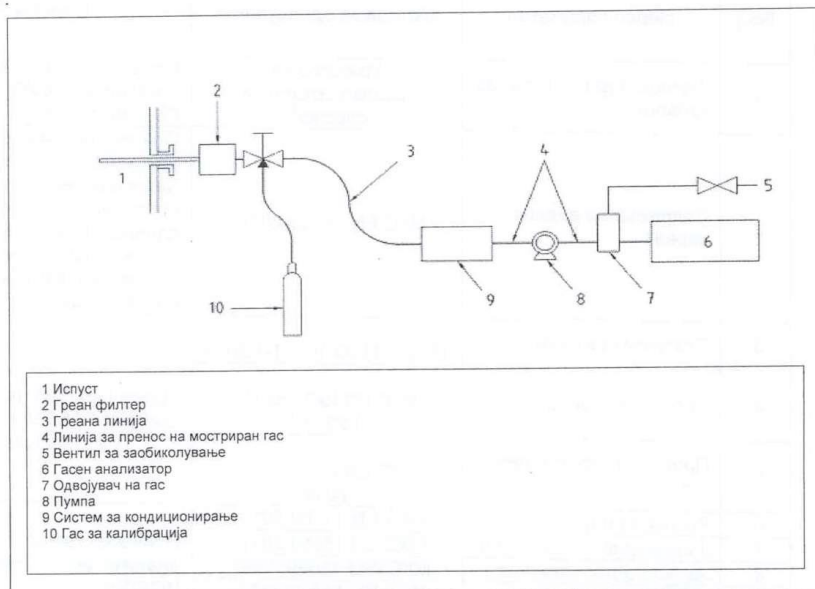 2
1
3
4
5
6
7
8
9
10
1 Испуст
2 Греан филтер
3 Греана линија
4 Линија за пренос на мостриран гас
5 Вентил за заобиколување
6 Гасен анализатор
7 Одвојувач на гас
8 Пумпа
9 Систем за кондиционирање
10 Гас за калибрација